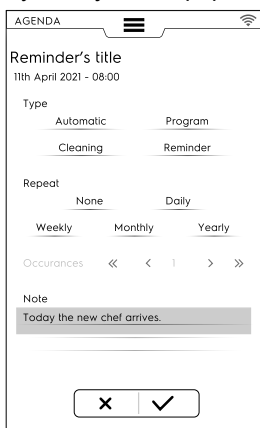 AGENDA
Reminder's title
11th April 2021 - 08:00
Type
Automatic Program
Cleaning Reminder
Repeat
None Daily
Weekly Monthly Yearly
Occurances « < 1 > »
Note
Today the new chef arrives.